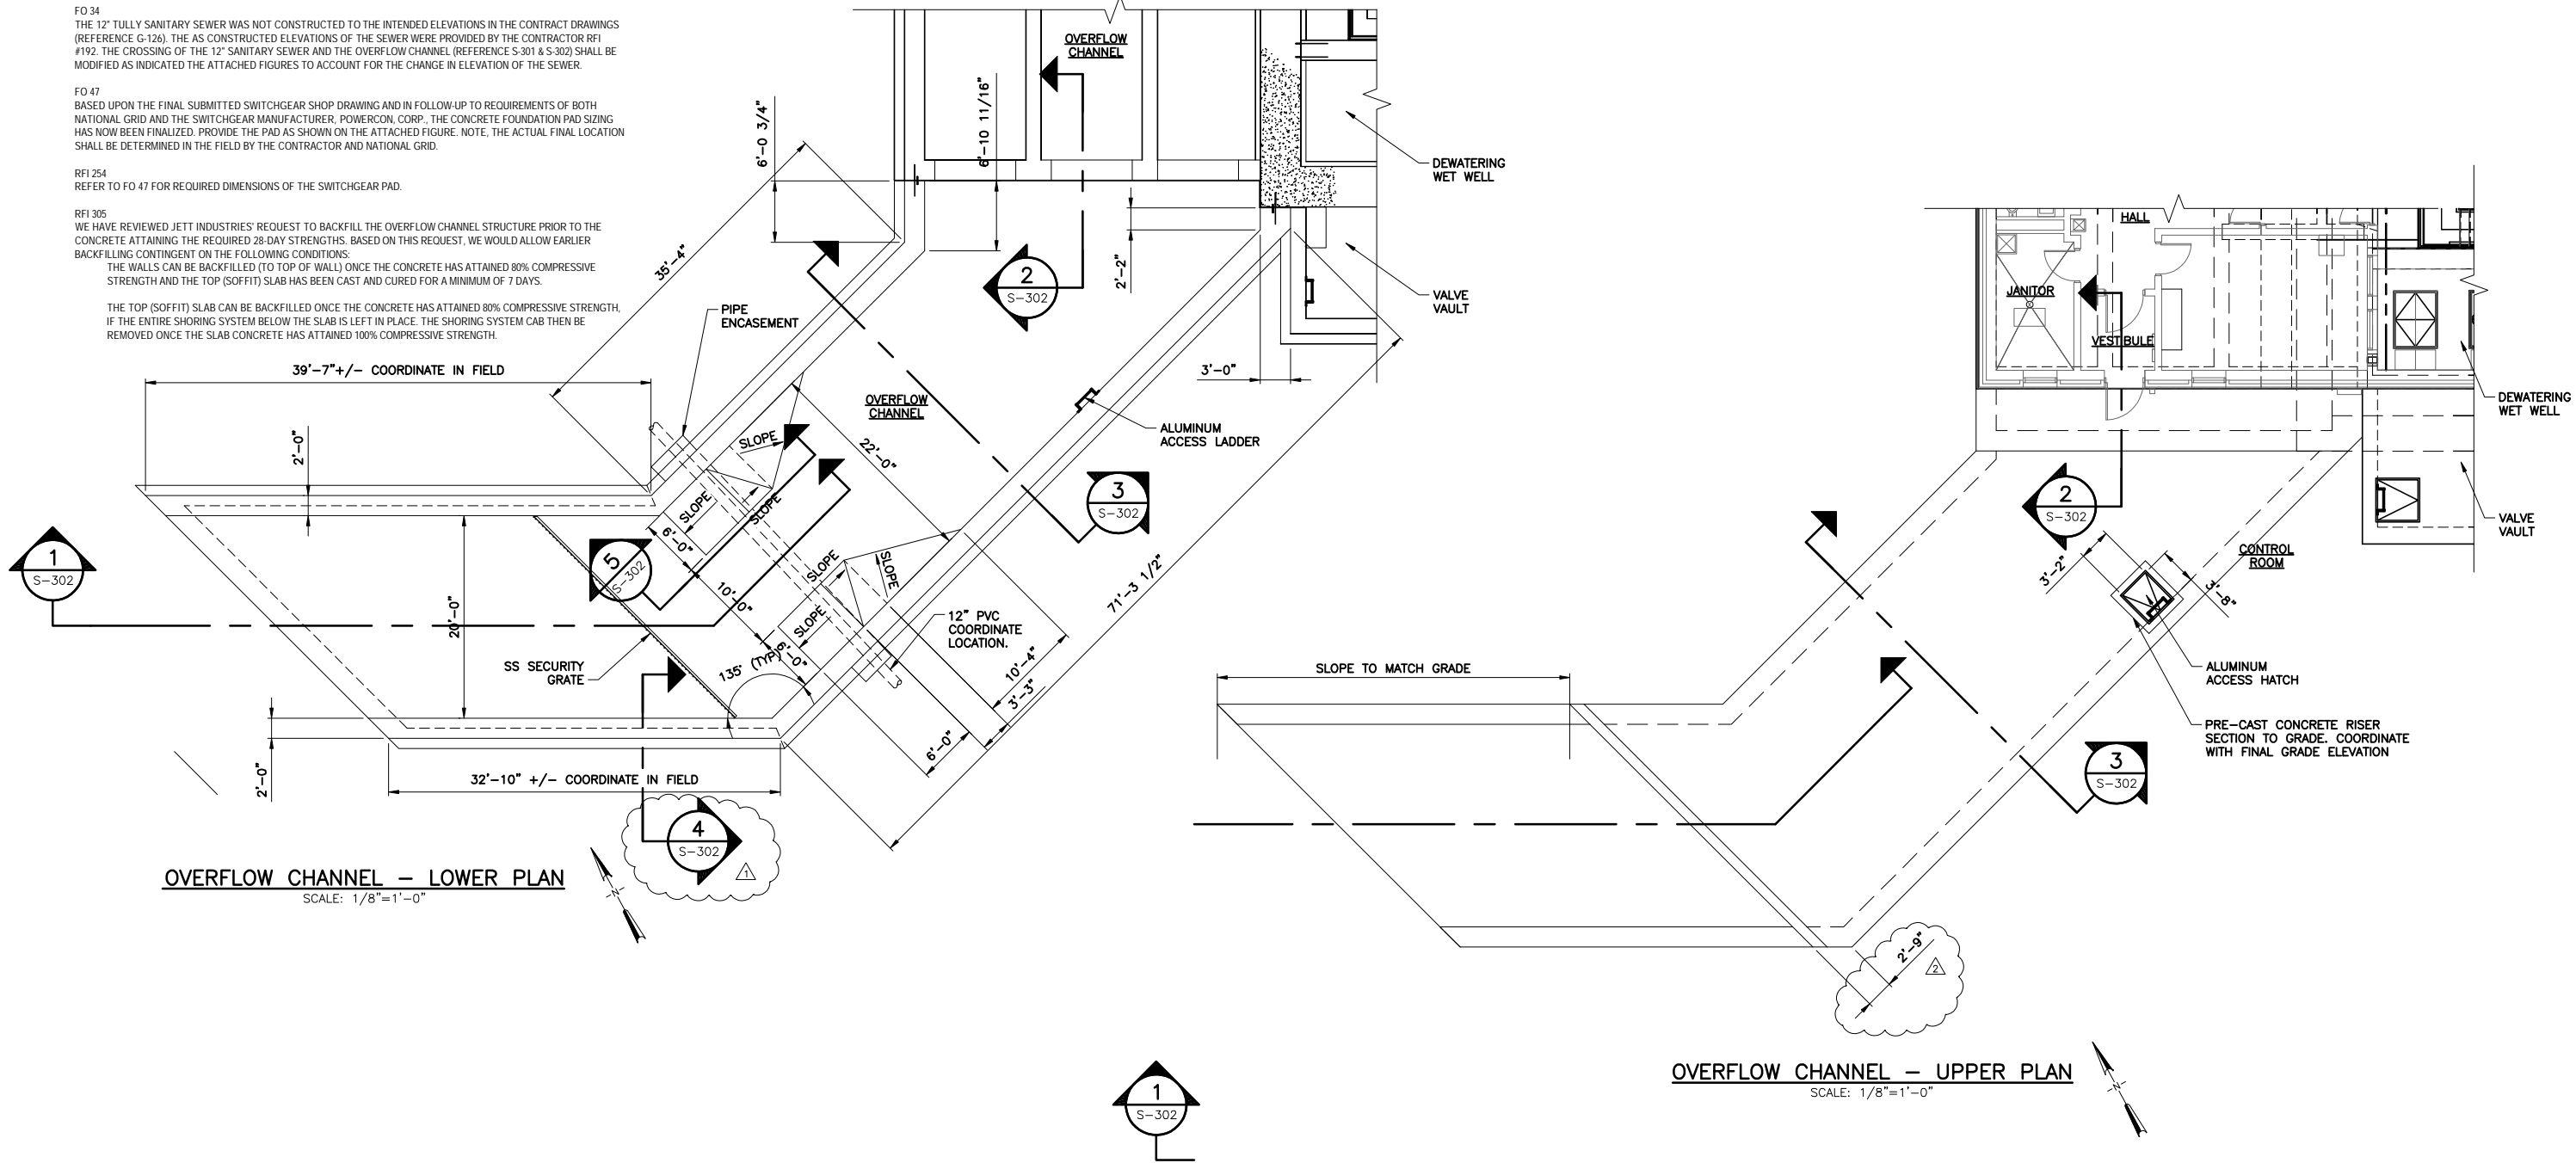 FO 34
THE 12" TULLY SANITARY SEWER WAS NOT CONSTRUCTED TO THE INTENDED ELEVATIONS IN THE CONTRACT DRAWINGS
(REFERENCE G-126). THE AS CONSTRUCTED ELEVATIONS OF THE SEWER WERE PROVIDED BY THE CONTRACTOR RFI
#192. THE CROSSING OF THE 12" SANITARY SEWER AND THE OVERFLOW CHANNEL (REFERENCE S-301 & S-302) SHALL BE
MODIFIED AS INDICATED THE ATTACHED FIGURES TO ACCOUNT FOR THE CHANGE IN ELEVATION OF THE SEWER.
FO 47
BASED UPON THE FINAL SUBMITTED SWITCHGEAR SHOP DRAWING AND IN FOLLOW-UP TO REQUIREMENTS OF BOTH
NATIONAL GRID AND THE SWITCHGEAR MANUFACTURER, POWERCON, CORP., THE CONCRETE FOUNDATION PAD SIZING
HAS NOW BEEN FINALIZED. PROVIDE THE PAD AS SHOWN ON THE ATTACHED FIGURE. NOTE, THE ACTUAL FINAL LOCATION
SHALL BE DETERMINED IN THE FIELD BY THE CONTRACTOR AND NATIONAL GRID.
RFI 254
REFER TO FO 47 FOR REQUIRED DIMENSIONS OF THE SWITCHGEAR PAD.
RFI 305
WE HAVE REVIEWED JETT INDUSTRIES' REQUEST TO BACKFILL THE OVERFLOW CHANNEL STRUCTURE PRIOR TO THE
CONCRETE ATTAINING THE REQUIRED 28-DAY STRENGTHS. BASED ON THIS REQUEST, WE WOULD ALLOW EARLIER
BACKFILLING CONTINGENT ON THE FOLLOWING CONDITIONS:
THE WALLS CAN BE BACKFILLED (TO TOP OF WALL) ONCE THE CONCRETE HAS ATTAINED 80% COMPRESSIVE
STRENGTH AND THE TOP (SOFFIT) SLAB HAS BEEN CAST AND CURED FOR A MINIMUM OF 7 DAYS.
THE TOP (SOFFIT) SLAB CAN BE BACKFILLED ONCE THE CONCRETE HAS ATTAINED 80% COMPRESSIVE STRENGTH,
IF THE ENTIRE SHORING SYSTEM BELOW THE SLAB IS LEFT IN PLACE. THE SHORING SYSTEM CAB THEN BE
REMOVED ONCE THE SLAB CONCRETE HAS ATTAINED 100% COMPRESSIVE STRENGTH.
OVERFLOW
CHANNEL
6'-0 3/4"
6'-10 11/16"
35'-4"
2'-2"
DEWATERING
WET WELL
VALVE
VAULT
2
S-302
PIPE
ENCASEMENT
39'-7"+/- COORDINATE IN FIELD
2'-0"
OVERFLOW
CHANNEL
3'-0"
ALUMINUM
ACCESS LADDER
22'-0"
SLOPE
SLOPE
SLOPE
SLOPE
SLOPE
SLOPE
6'-0"
10'-0"
6'-0"
3
S-302
1
S-302
5
S-302
20'-0"
SS SECURITY
GRATE
135° (TYP)
12" PVC
COORDINATE
LOCATION.
71'-3 1/2"
10'-4"
3'-3"
6'-0"
2'-0"
32'-10" +/- COORDINATE IN FIELD
4
S-302
1
N
OVERFLOW CHANNEL - LOWER PLAN
SCALE: 1/8"=1'-0"
HALL
JANITOR
VESTIBULE
DEWATERING
WET WELL
VALVE
VAULT
2
S-302
CONTROL
ROOM
3'-2"
3'-8"
ALUMINUM
ACCESS HATCH
PRE-CAST CONCRETE RISER
SECTION TO GRADE. COORDINATE
WITH FINAL GRADE ELEVATION
SLOPE TO MATCH GRADE
3
S-302
2'-9"
2
1
S-302
OVERFLOW CHANNEL - UPPER PLAN
SCALE: 1/8"=1'-0"
N